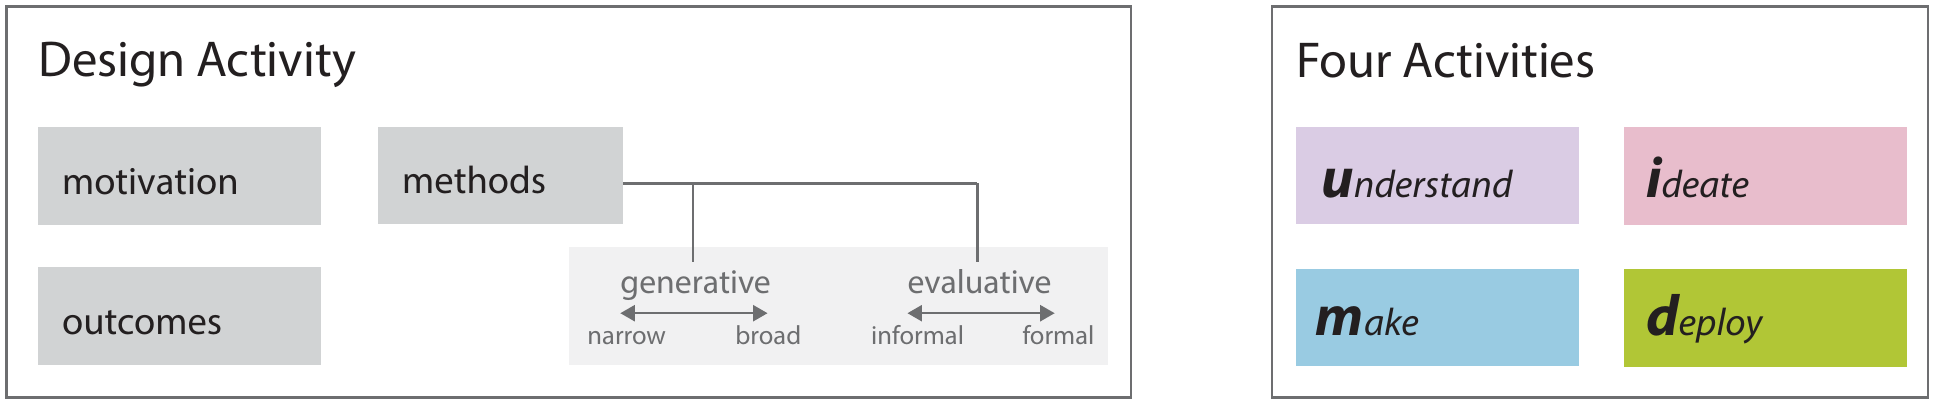 Design Activity
motivation
methods
outcomes
generative
narrow
broad
evaluative
informal
formal
Four Activities
understand
ideate
make
deploy